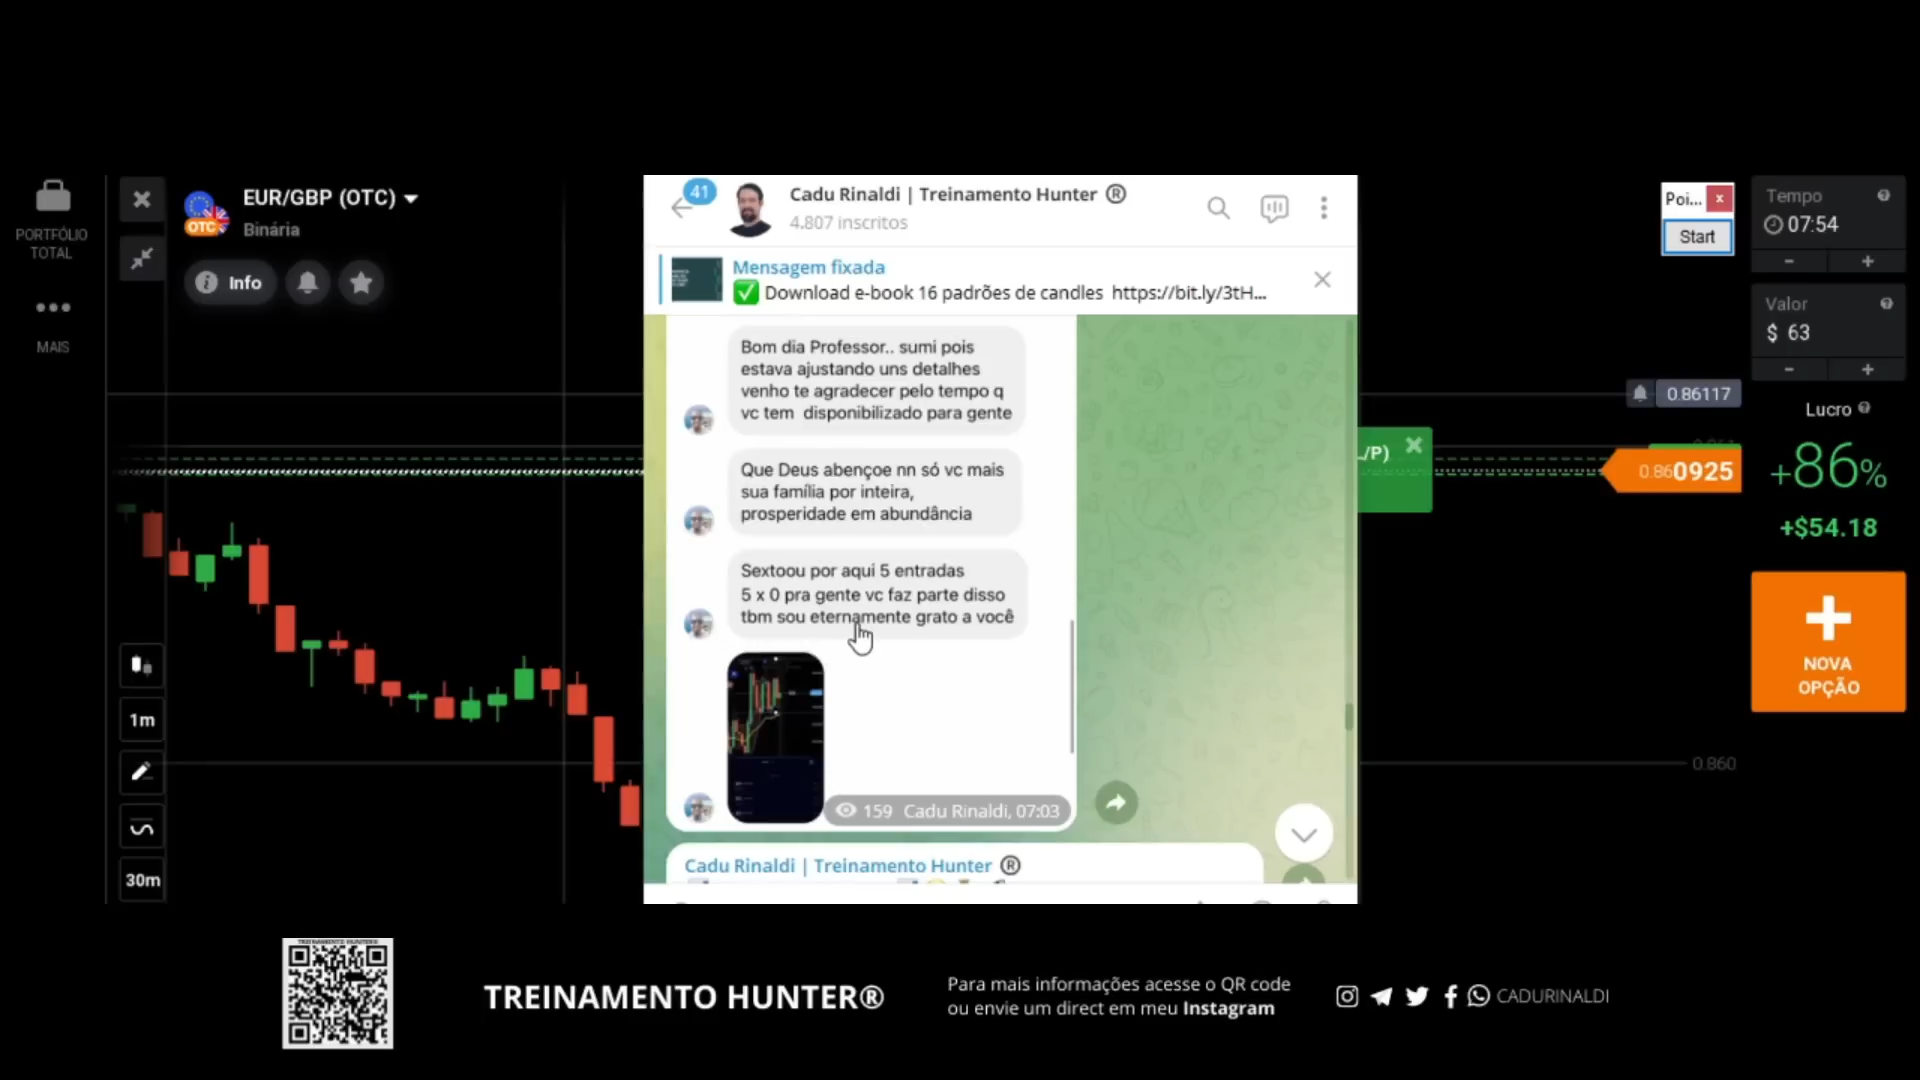 PORTFÓLIO
TOTAL
MAIS
EUR/GBP (OTC)
OTC
Binária
Info
1m
30m
41
Cadu Rinaldi | Treinamento Hunter ®
4.807 inscritos
Mensagem fixada
✅ Download e-book 16 padrões de candles https://bit.ly/3tH...
Bom dia Professor.. sumi pois
estava ajustando uns detalhes
venho te agradecer pelo tempo q
vc tem disponibilizado para gente
Que Deus abençoe nn só vc mais
sua família por inteira,
prosperidade em abundância
Sextoou por aqui 5 entradas
5 x 0 pra gente vc faz parte disso
tbm sou eternamente grato a você
159 Cadu Rinaldi, 07:03
Cadu Rinaldi | Treinamento Hunter ®
/P)
Poi... x
Start
0.86117
0.860925
0.860
Tempo
07:54
- +
Valor
$ 63
- +
Lucro
+86%
+$54.18
NOVA
OPÇÃO
TREINAMENTO HUNTER®
TREINAMENTO HUNTER®
Para mais informações acesse o QR code
ou envie um direct em meu Instagram
CADURINALDI